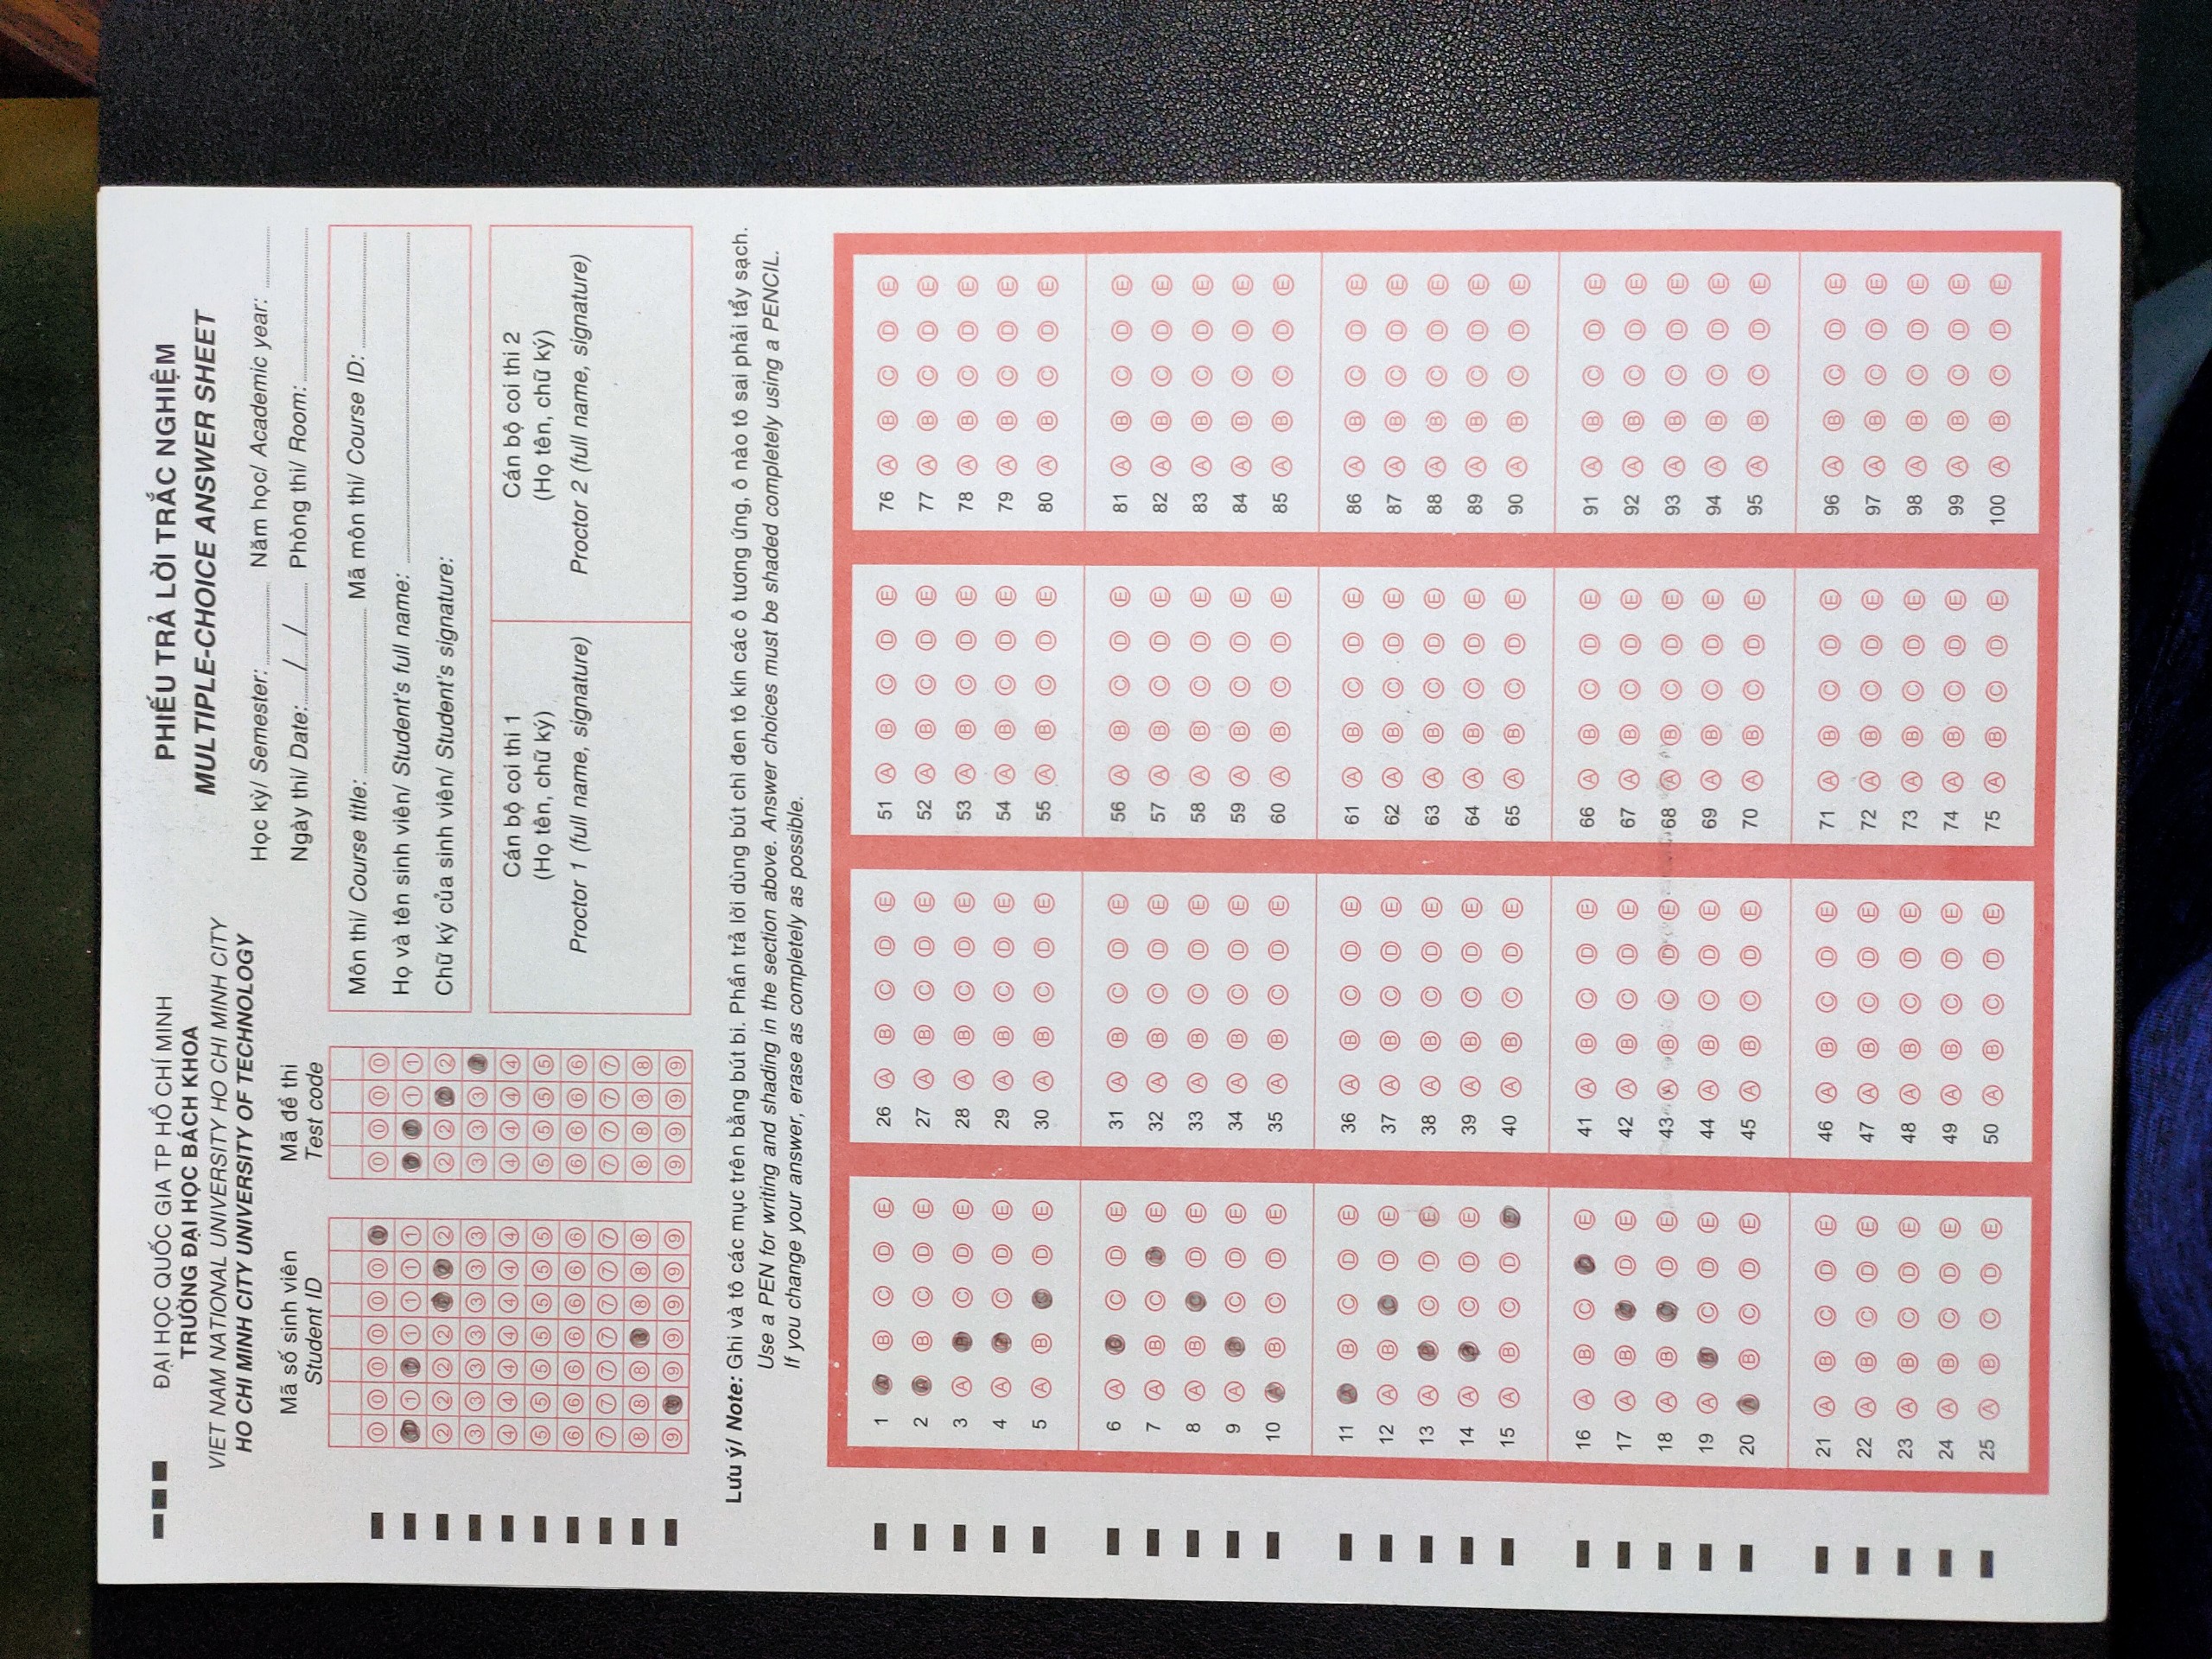 ĐẠI HỌC QUỐC GIA TP HỒ CHÍ MINH
TRƯỜNG ĐẠI HỌC BÁCH KHOA
VIET NAM NATIONAL UNIVERSITY HO CHI MINH CITY
HO CHI MINH CITY UNIVERSITY OF TECHNOLOGY
PHIẾU TRẢ LỜI TRẮC NGHIỆM
MULTIPLE-CHOICE ANSWER SHEET
Học kỳ/ Semester: Năm học/ Academic year:
Ngày thi/ Date: / / Phòng thi/ Room:
Mã số sinh viên
Student ID
Mã đề thi
Test code
0 0 0 0 0 0 0 0 0 0 0
1 1 1 1 1 1 1 1 1 1 1
2 2 2 2 2 2 2 2 2 2 2
3 3 3 3 3 3 3 3 3 3 3
4 4 4 4 4 4 4 4 4 4 4
5 5 5 5 5 5 5 5 5 5 5
6 6 6 6 6 6 6 6 6 6 6
7 7 7 7 7 7 7 7 7 7 7
8 8 8 8 8 8 8 8 8 8 8
9 9 9 9 9 9 9 9 9 9 9
Môn thi/ Course title: Mã môn thi/ Course ID:
Họ và tên sinh viên/ Student's full name:
Chữ ký của sinh viên/ Student's signature:
Cán bộ coi thi 1
(Họ tên, chữ ký)
Proctor 1 (full name, signature)
Cán bộ coi thi 2
(Họ tên, chữ ký)
Proctor 2 (full name, signature)
Lưu ý/ Note: Ghi và tô các mục trên bằng bút bi. Phần trả lời dùng bút chì đen tô kín các ô tương ứng, ô nào tô sai phải tẩy sạch.
Use a PEN for writing and shading in the section above. Answer choices must be shaded completely using a PENCIL.
If you change your answer, erase as completely as possible.
1 A B C D E 26 A B C D E 51 A B C D E 76 A B C D E
2 A B C D E 27 A B C D E 52 A B C D E 77 A B C D E
3 A B C D E 28 A B C D E 53 A B C D E 78 A B C D E
4 A B C D E 29 A B C D E 54 A B C D E 79 A B C D E
5 A B C D E 30 A B C D E 55 A B C D E 80 A B C D E
6 A B C D E 31 A B C D E 56 A B C D E 81 A B C D E
7 A B C D E 32 A B C D E 57 A B C D E 82 A B C D E
8 A B C D E 33 A B C D E 58 A B C D E 83 A B C D E
9 A B C D E 34 A B C D E 59 A B C D E 84 A B C D E
10 A B C D E 35 A B C D E 60 A B C D E 85 A B C D E
11 A B C D E 36 A B C D E 61 A B C D E 86 A B C D E
12 A B C D E 37 A B C D E 62 A B C D E 87 A B C D E
13 A B C D E 38 A B C D E 63 A B C D E 88 A B C D E
14 A B C D E 39 A B C D E 64 A B C D E 89 A B C D E
15 A B C D E 40 A B C D E 65 A B C D E 90 A B C D E
16 A B C D E 41 A B C D E 66 A B C D E 91 A B C D E
17 A B C D E 42 A B C D E 67 A B C D E 92 A B C D E
18 A B C D E 43 A B C D E 68 A B C D E 93 A B C D E
19 A B C D E 44 A B C D E 69 A B C D E 94 A B C D E
20 A B C D E 45 A B C D E 70 A B C D E 95 A B C D E
21 A B C D E 46 A B C D E 71 A B C D E 96 A B C D E
22 A B C D E 47 A B C D E 72 A B C D E 97 A B C D E
23 A B C D E 48 A B C D E 73 A B C D E 98 A B C D E
24 A B C D E 49 A B C D E 74 A B C D E 99 A B C D E
25 A B C D E 50 A B C D E 75 A B C D E 100 A B C D E